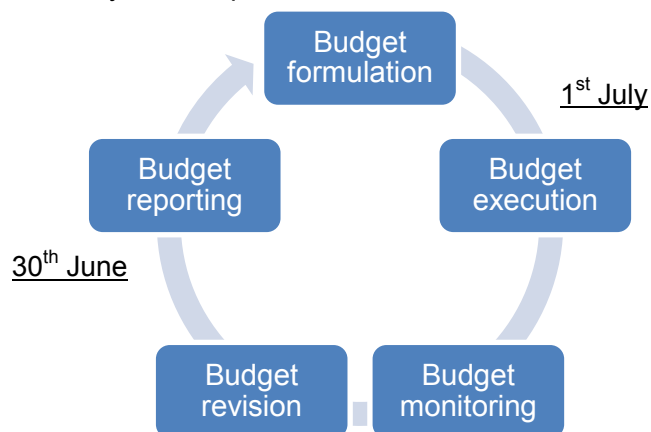 Budget
formulation
1st July
Budget
execution
Budget
monitoring
Budget
revision
30th June
Budget
reporting